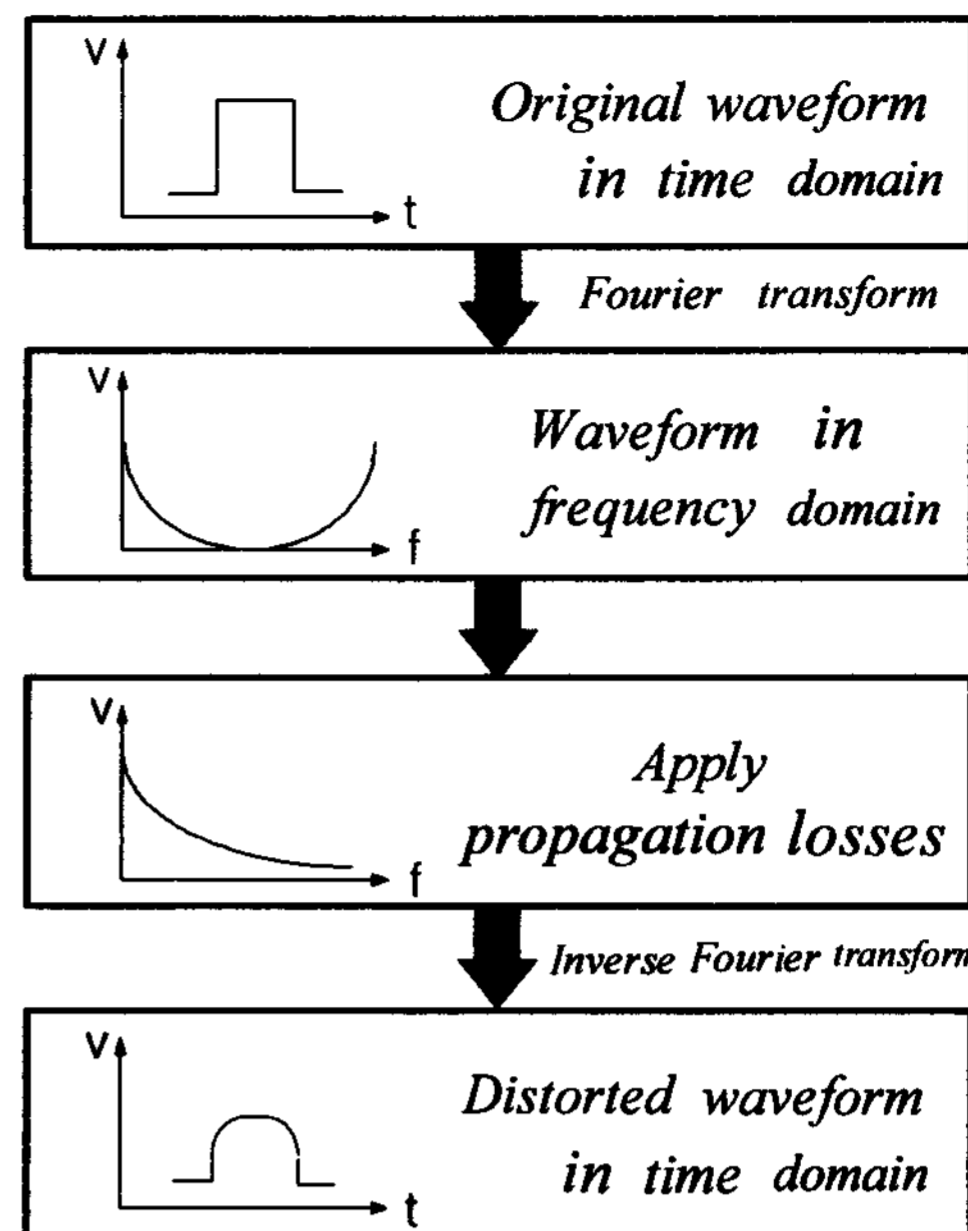 V
Original waveform
in time domain
t
Fourier transform
V
Waveform in
frequency domain
f
V
Apply
propagation losses
f
Inverse Fourier transform
V
Distorted waveform
in time domain
t